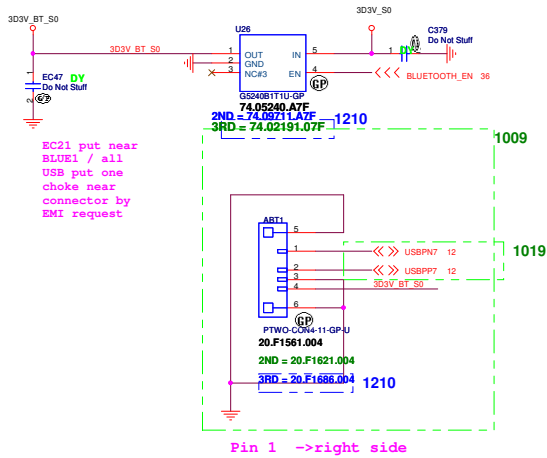 3D3V_BT_S0
3D3V_S0
U26
C379
Do Not Stuff
DY
3D3V_BT_S0
1 OUT IN 5
2 GND
3 NC#3 EN 4
BLUETOOTH_EN 36
GP
EC47 DY
Do Not Stuff
1
2
G5240B1T1U-GP
74.05240.A7F
2ND = 74.09711.A7F
1210
3RD = 74.02191.07F
1009
EC21 put near
BLUE1 / all
USB put one
choke near
connector by
EMI request
ABT1
5
1 USBPN7 12
1019
2 USBPP7 12
3
4 3D3V_BT_S0
6
GP
PTWO-CON4-11-GP-U
20.F1561.004
2ND = 20.F1621.004
3RD = 20.F1686.004
1210
Pin 1 ->right side